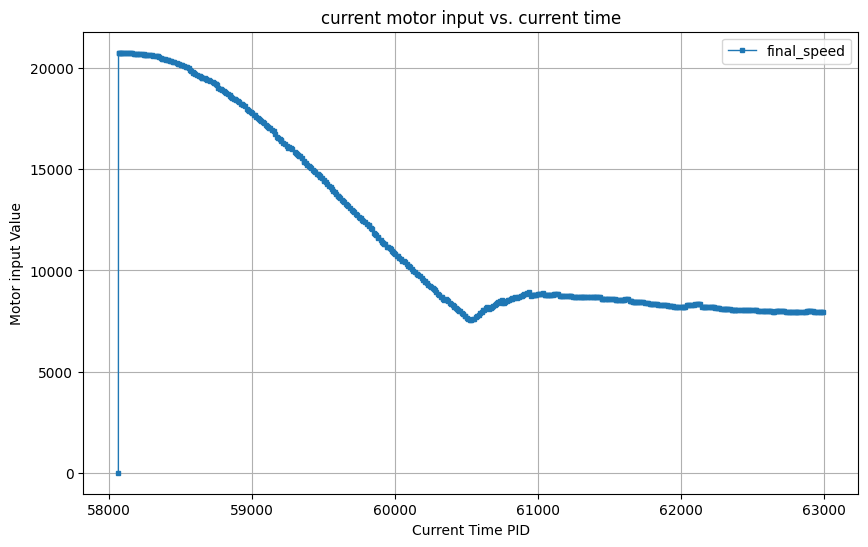 current motor input vs. current time
final_speed
Motor input Value
20000
15000
10000
5000
0
58000 59000 60000 61000 62000 63000
Current Time PID